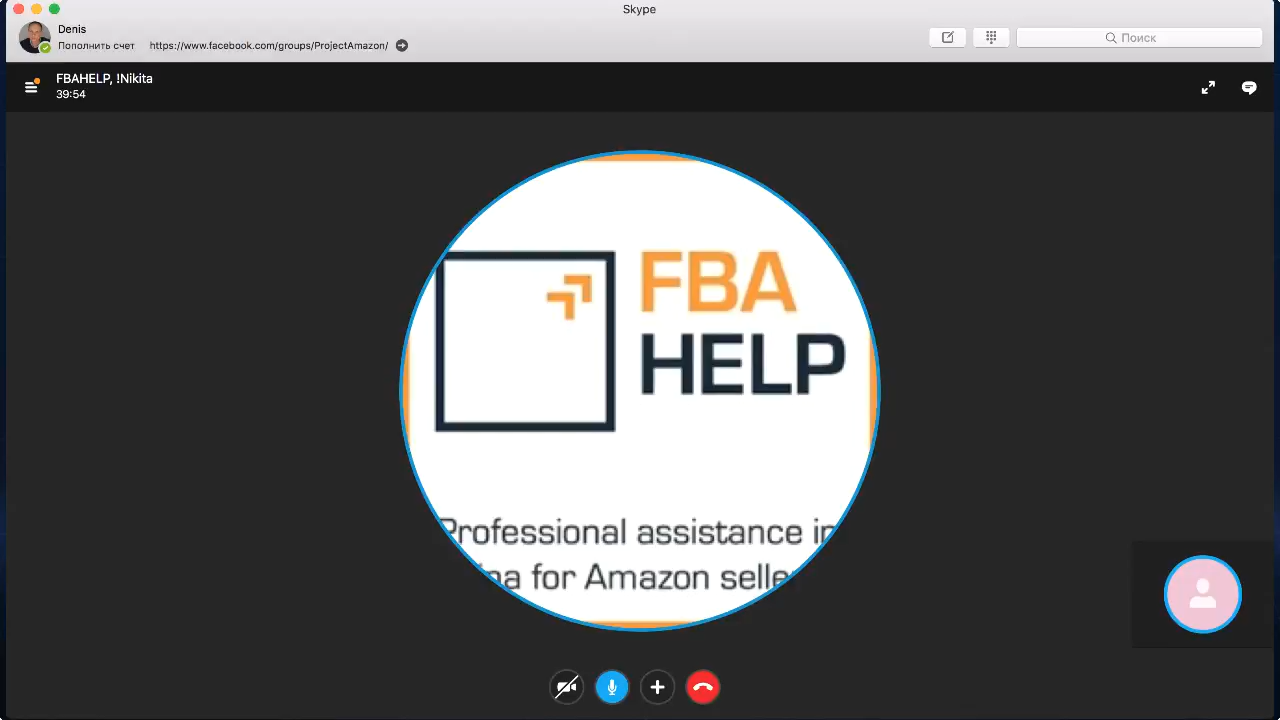 Skype
Denis
Пополнить счет https://www.facebook.com/groups/ProjectAmazon/
Поиск
FBAHELP, !Nikita
39:54
FBA
HELP
Professional assistance in
for Amazon